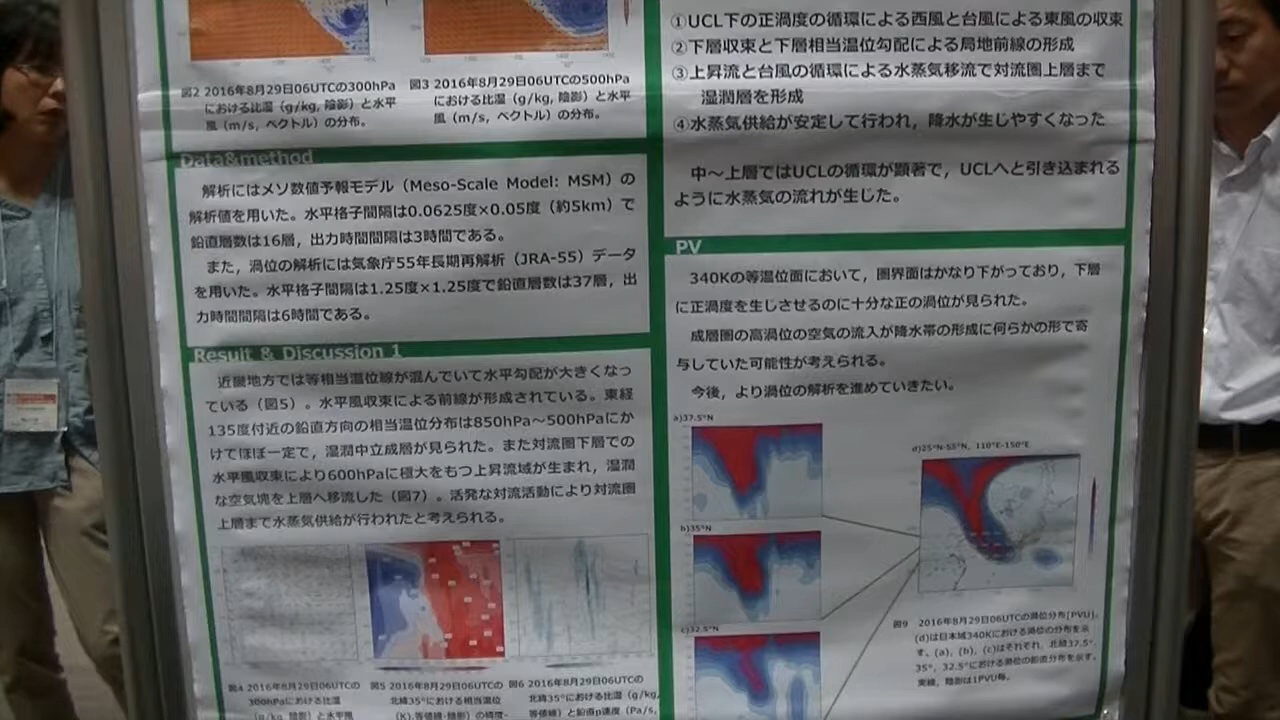 図2 2016年8月29日06UTCの300hPa
における比湿（g/kg, 陰影）と水平
風（m/s, ベクトル）の分布。
図3 2016年8月29日06UTCの500hPa
における比湿（g/kg, 陰影）と水平
風（m/s, ベクトル）の分布。
Data&method
解析にはメソ数値予報モデル（Meso-Scale Model: MSM）の
解析値を用いた。水平格子間隔は0.0625度×0.05度（約5km）で
鉛直層数は16層，出力時間間隔は3時間である。
また，渦位の解析には気象庁55年長期再解析（JRA-55）データ
を用いた。水平格子間隔は1.25度×1.25度で鉛直層数は37層，出
力時間間隔は6時間である。
Result & Discussion 1
近畿地方では等相当温位線が混んでいて水平勾配が大きくなっ
ている（図5）。水平風収束による前線が形成されている。東経
135度付近の鉛直方向の相当温位分布は850hPa～500hPaにか
けてほぼ一定で，湿潤中立成層が見られた。また対流圏下層での
水平風収束により600hPaに極大をもつ上昇流域が生まれ，湿潤
な空気塊を上層へ移流した（図7）。活発な対流活動により対流圏
上層まで水蒸気供給が行われたと考えられる。
図4 2016年8月29日06UTCの
300hPaにおける比湿
（g/kg, 陰影）と水平風
図5 2016年8月29日06UTCの
北緯35°における相当温位
(K),等値線・陰影）の経度-
図6 2016年8月29日06UTCの
北緯35°における比湿（g/kg,
等値線）と鉛直p速度（Pa/s,
①UCL下の正渦度の循環による西風と台風による東風の収束
②下層収束と下層相当温位勾配による局地前線の形成
③上昇流と台風の循環による水蒸気移流で対流圏上層まで
湿潤層を形成
④水蒸気供給が安定して行われ，降水が生じやすくなった
中～上層ではUCLの循環が顕著で，UCLへと引き込まれる
ように水蒸気の流れが生じた。
PV
340Kの等温位面において，圏界面はかなり下がっており，下層
に正渦度を生じさせるのに十分な正の渦位が見られた。
成層圏の高渦位の空気の流入が降水帯の形成に何らかの形で寄
与していた可能性が考えられる。
今後，より渦位の解析を進めていきたい。
a)37.5°N
b)35°N
c)32.5°N
d)25°N-55°N, 110°E-150°E
図9 2016年8月29日06UTCの渦位分布[PVU]。
(d)は日本域340Kにおける渦位の分布を示
す。(a), (b), (c)はそれぞれ，北緯37.5°,
35°, 32.5°における渦位の鉛直分布を示す。
実線，陰影は1PVU毎。